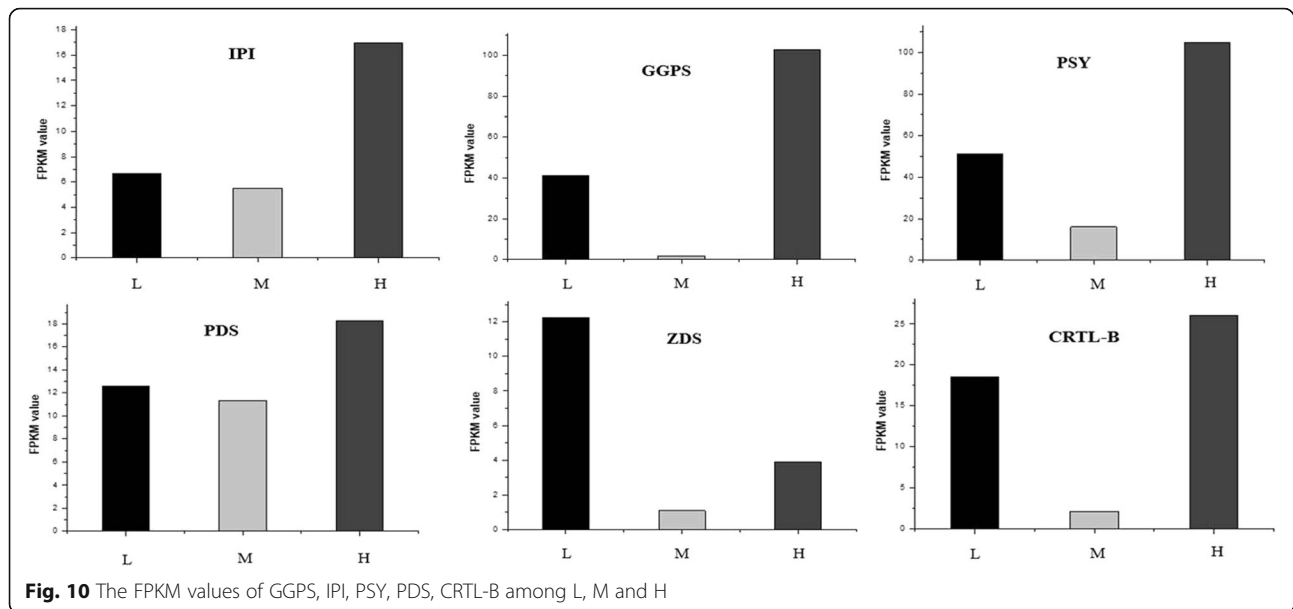 IPI
FPKM value
18
16
14
12
10
8
6
4
2
0
L M H
GGPS
FPKM value
100
80
60
40
20
0
L M H
PSY
FPKM value
100
80
60
40
20
0
L M H
PDS
FPKM value
18
16
14
12
10
8
6
4
2
0
L M H
ZDS
FPKM value
12
10
8
6
4
2
0
L M H
CRTL-B
FPKM value
25
20
15
10
5
0
L M H
Fig. 10 The FPKM values of GGPS, IPI, PSY, PDS, CRTL-B among L, M and H